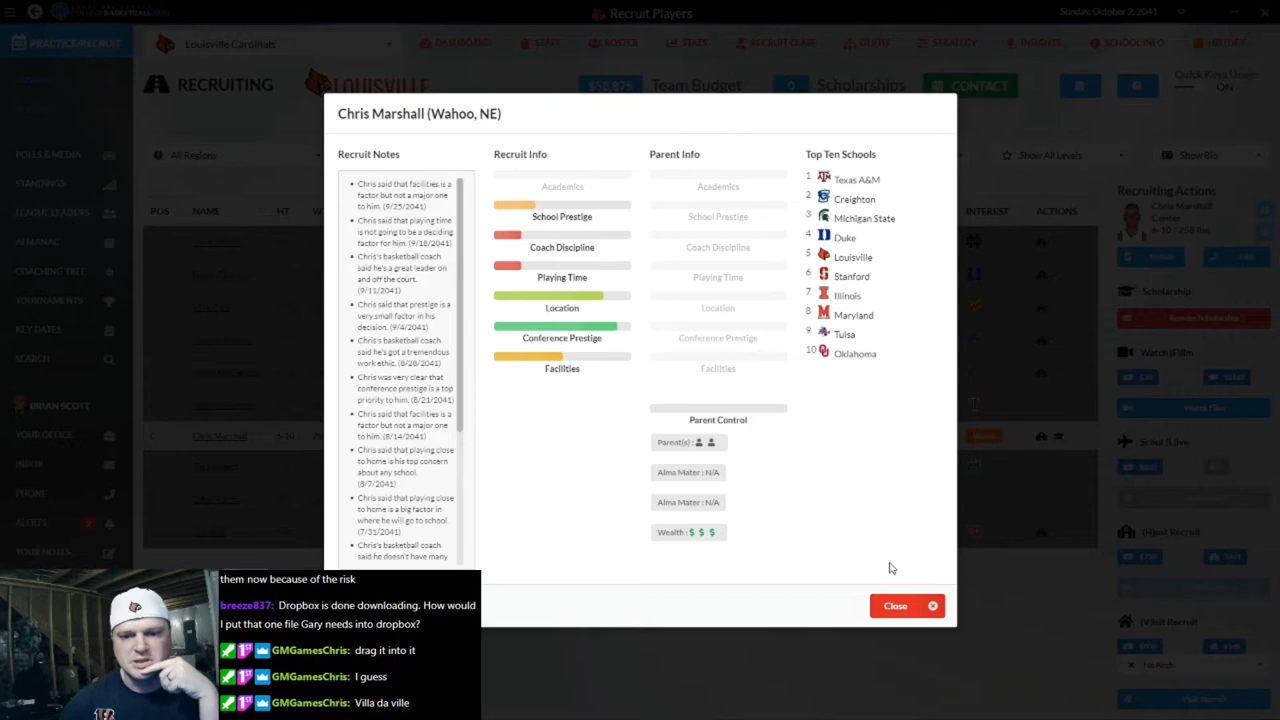 Recruit Players
Sunday, October 2, 2041
PRACTICE/RECRUIT
Louisville Cardinals
DASHBOARD
STAFF
ROSTER
STATS
RECRUIT CLASS
DEPTH
STRATEGY
INSIGHTS
SCHOOL INFO
RECRUITING
LOUISVILLE
$58,875
Team Budget
0
Scholarships
CONTACT
Quick Keys Usage
ON
All Regions
Show All Levels
Show Bio
POLLS & MEDIA
STANDINGS
LEAGUE LEADERS
ALMANAC
COACHING TREE
TOURNAMENTS
KEY DATES
SEARCH
BRIAN SCOTT
YOUR OFFICE
INBOX
PHONE
ALERTS
YOUR NOTES
POS
NAME
HT
INTEREST
ACTIONS
C
Chris Marshall
6-10
Chris Marshall (Wahoo, NE)
Recruit Notes
Chris said that facilities is a
factor but not a major one
to him. (9/25/2041)
Chris said that playing time
is not going to be a deciding
factor for him. (9/18/2041)
Chris's basketball coach
said he's a great leader on
and off the court.
(9/11/2041)
Chris said that prestige is a
very small factor in his
decision. (9/4/2041)
Chris's basketball coach
said he's got a tremendous
work ethic. (8/28/2041)
Chris was very clear that
conference prestige is a top
priority to him. (8/21/2041)
Chris said that facilities is a
factor but not a major one
to him. (8/14/2041)
Chris said that playing close
to home is his top concern
about any school.
(8/7/2041)
Chris said that playing close
to home is a big factor in
where he will go to school.
(7/31/2041)
Chris's basketball coach
said he doesn't have many
Recruit Info
Academics
School Prestige
Coach Discipline
Playing Time
Location
Conference Prestige
Facilities
Parent Info
Academics
School Prestige
Coach Discipline
Playing Time
Location
Conference Prestige
Facilities
Parent Control
Parent(s) :
Alma Mater : N/A
Alma Mater : N/A
Wealth : $ $ $
Top Ten Schools
1 Texas A&M
2 Creighton
3 Michigan State
4 Duke
5 Louisville
6 Stanford
7 Illinois
8 Maryland
9 Tulsa
10 Oklahoma
Close
Recruiting Actions
Chris Marshall
Center
6-10 | 258 lbs.
Scholarship
Watch (F)ilm
Scout (L)ive
(H)ost Recruit
(V)isit Recruit
No Pitch
Visit Recruit
them now because of the risk
breeze837: Dropbox is done downloading. How would
I put that one file Gary needs into dropbox?
GMGamesChris: drag it into it
GMGamesChris: I guess
GMGamesChris: Villa da ville